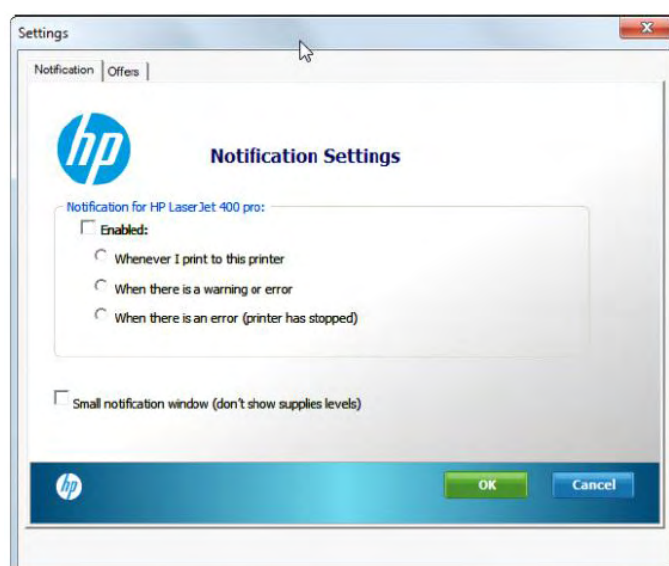 Settings
Notification
Offers
hp
Notification Settings
Notification for HP LaserJet 400 pro:
Enabled:
Whenever I print to this printer
When there is a warning or error
When there is an error (printer has stopped)
Small notification window (don't show supplies levels)
hp
OK
Cancel